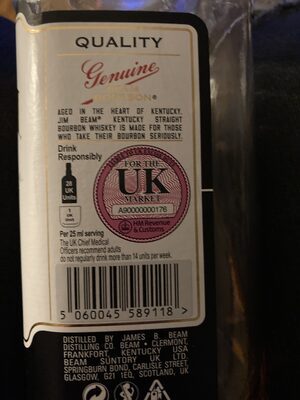 QUALITY
Genuine
BOURBON®
AGED IN THE HEART OF KENTUCKY,
JIM BEAM® KENTUCKY STRAIGHT
BOURBON WHISKEY IS MADE FOR THOSE
WHO TAKE THEIR BOURBON SERIOUSLY.
Drink
Responsibly
28
UK
Units
1
UK
Unit
FOR THE
UK
MARKET
A90000000176
HM Revenue
& Customs
Per 25 ml serving
The UK Chief Medical
Officers recommend adults
do not regularly drink more than 14 units per week.
5 060045 589118 >
DISTILLED BY JAMES B. BEAM
DISTILLING CO. BEAM • CLERMONT,
FRANKFORT, KENTUCKY USA
BEAM SUNTORY UK LTD.
SPRINGBURN BOND, CARLISLE STREET,
GLASGOW, G21 1EQ, SCOTLAND, UK